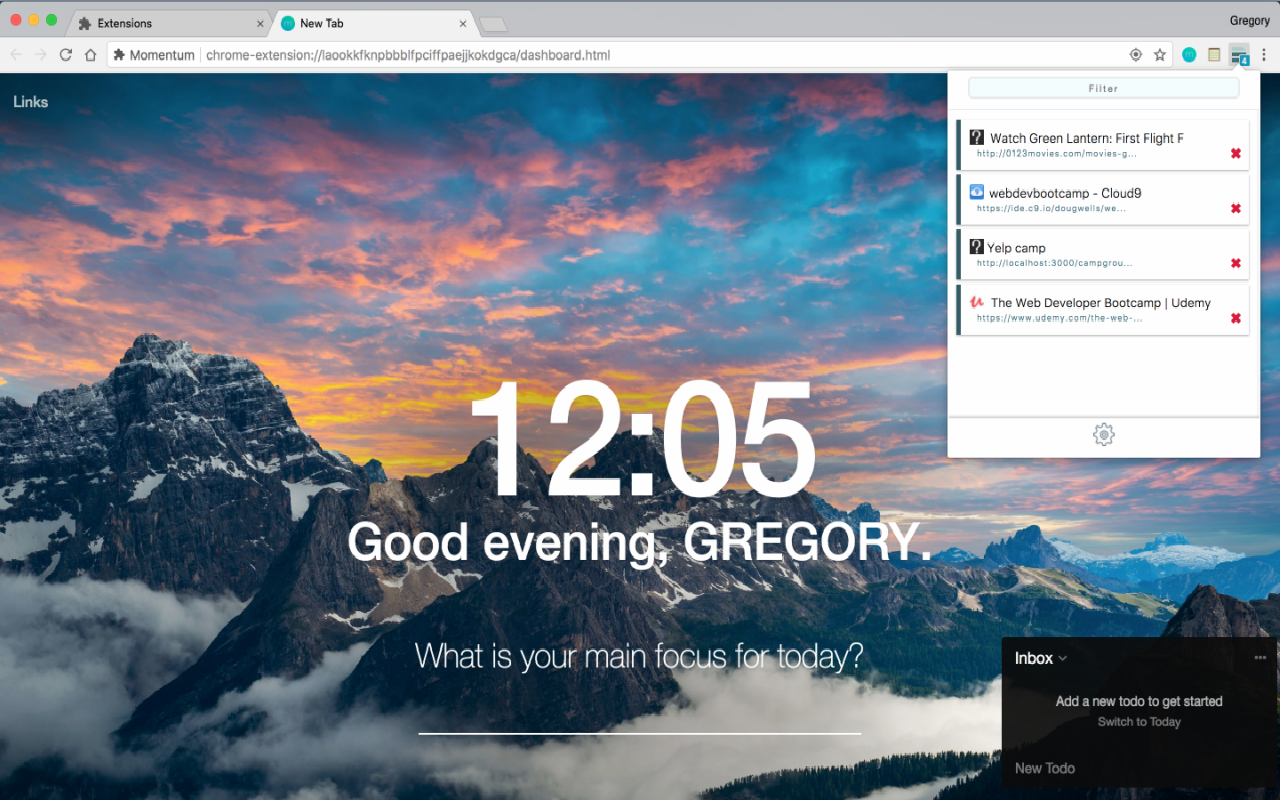 Extensions
New Tab
Gregory
Momentum
chrome-extension://laookkfknpbbblfpciffpaejjkokdgca/dashboard.html
4
Links
Filter
Watch Green Lantern: First Flight F
http://0123movies.com/movies-g...
webdevbootcamp - Cloud9
https://ide.c9.io/dougwells/we...
Yelp camp
http://localhost:3000/campgrou...
The Web Developer Bootcamp | Udemy
https://www.udemy.com/the-web-...
12:05
Good evening, GREGORY.
What is your main focus for today?
Inbox
Add a new todo to get started
Switch to Today
New Todo